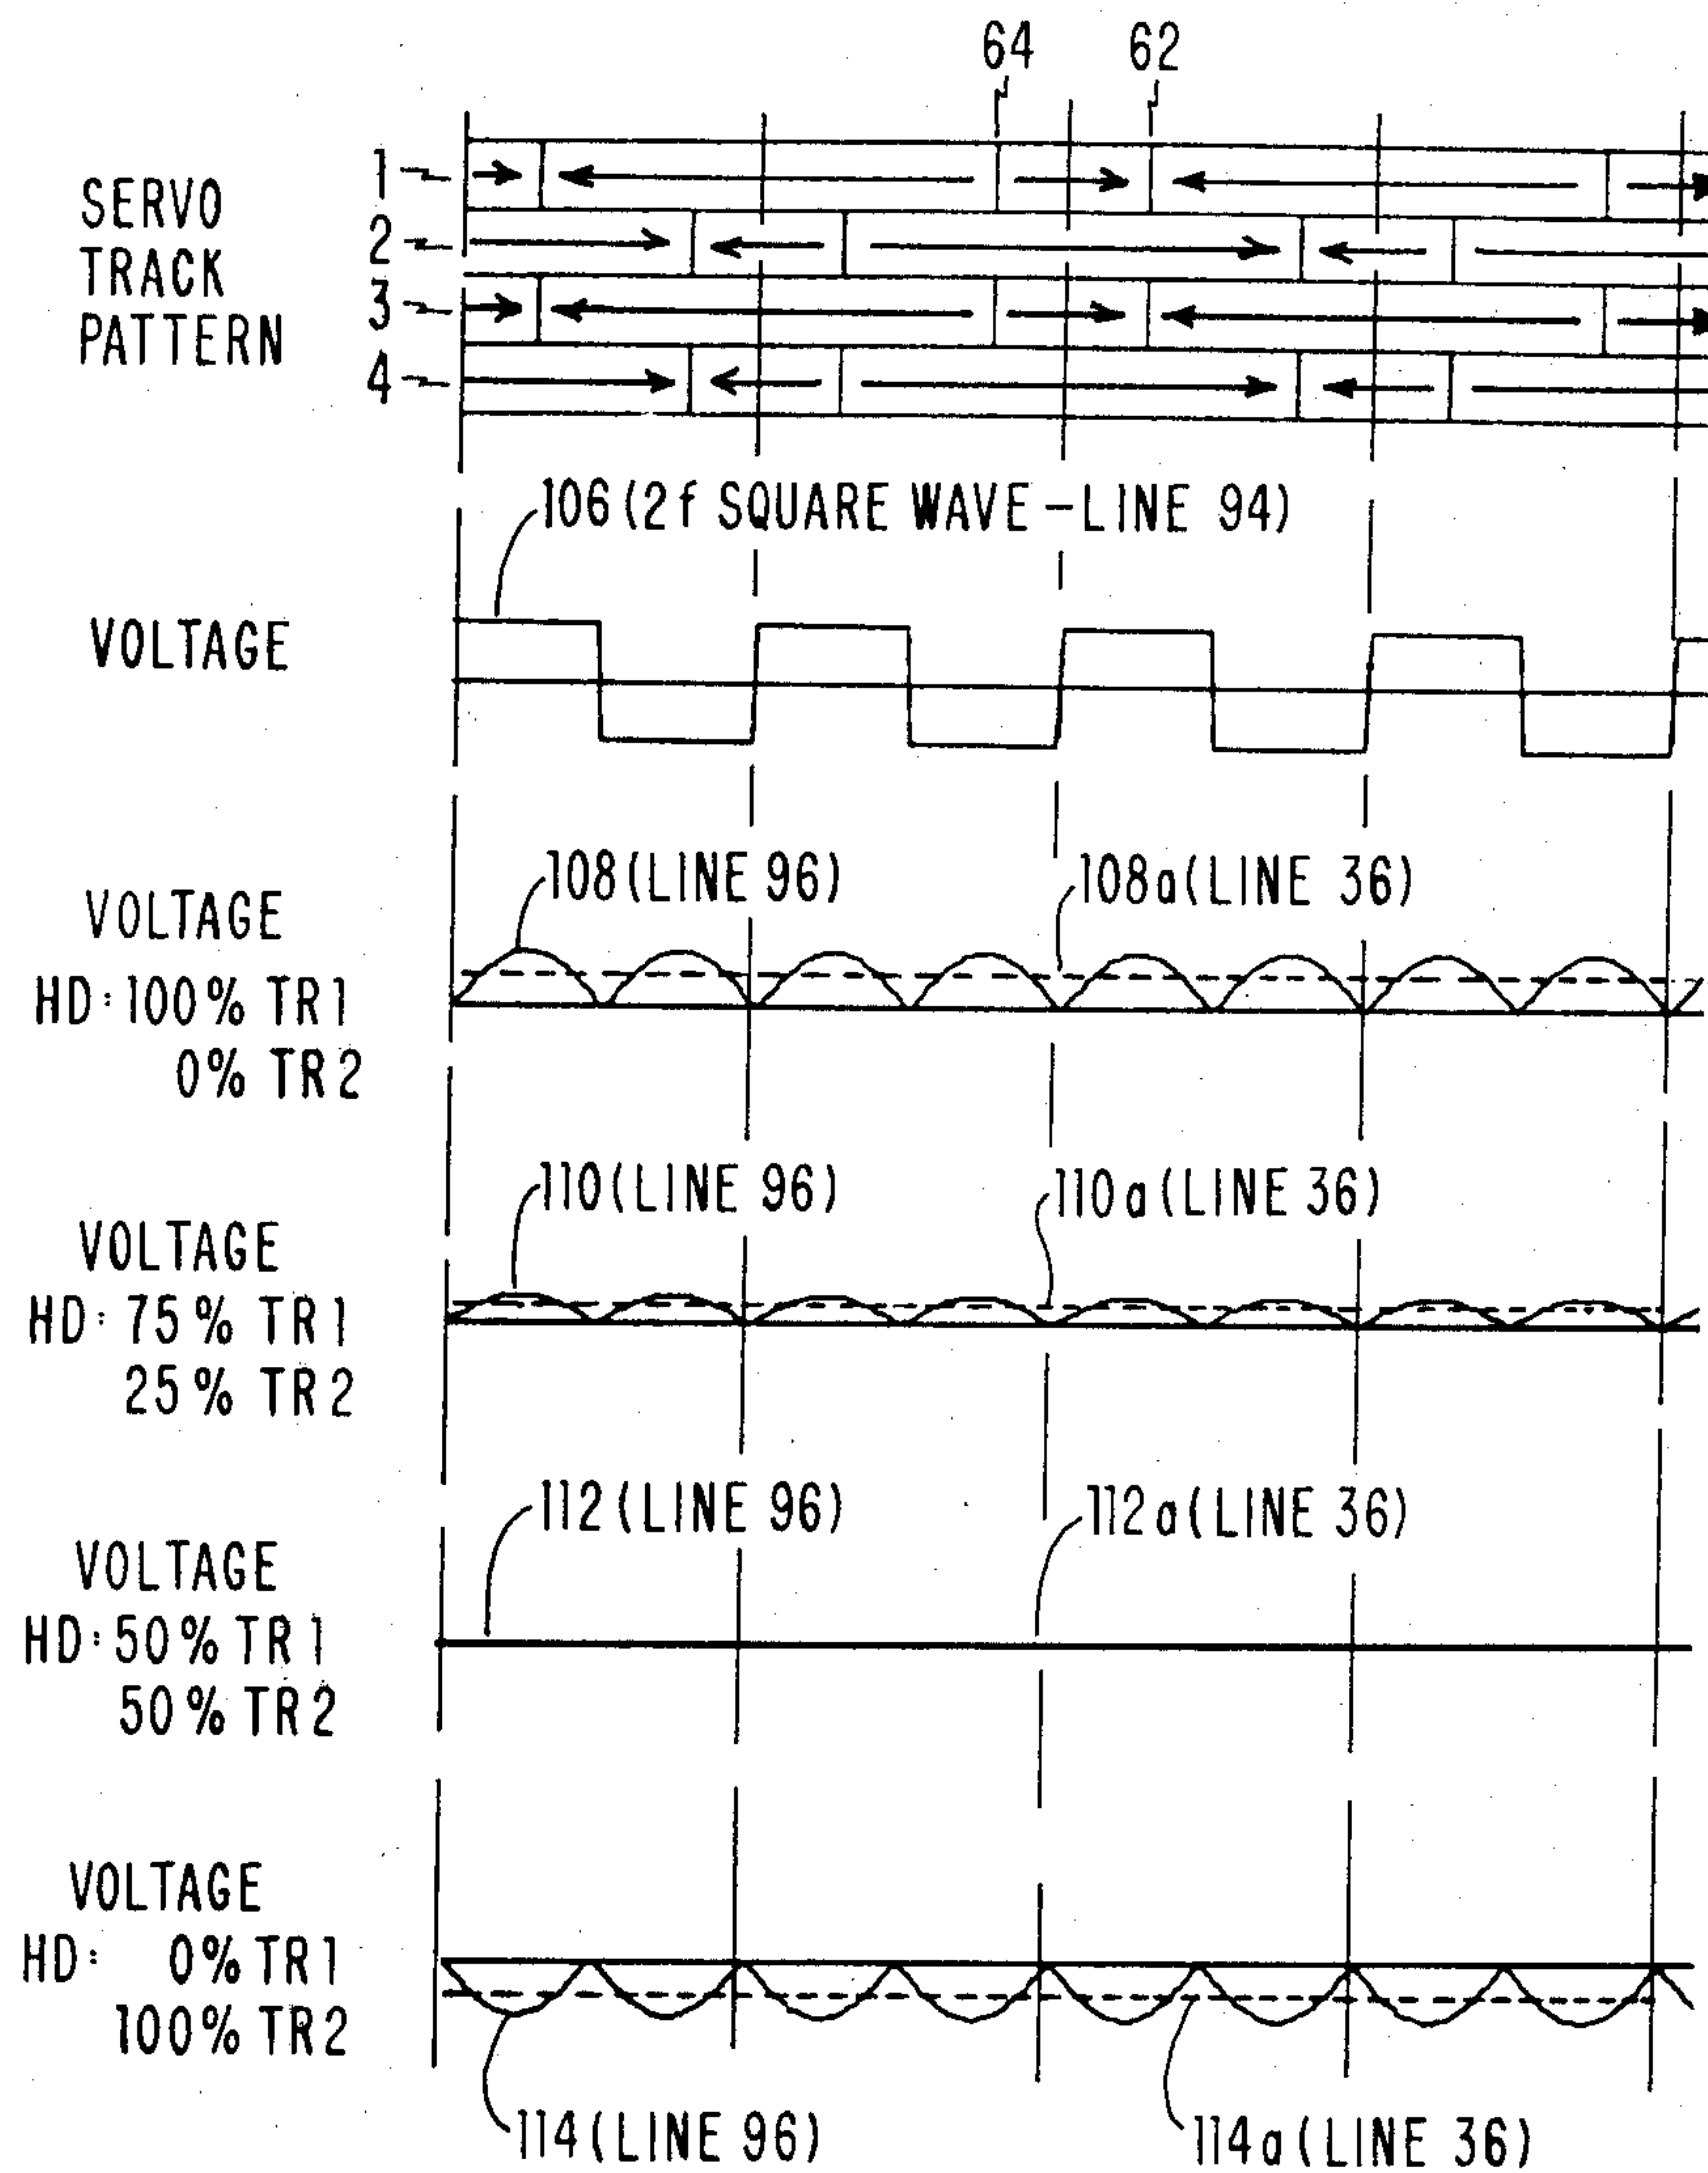 64 62
SERVO
TRACK
PATTERN
1
2
3
4
106 (2f SQUARE WAVE-LINE 94)
VOLTAGE
108 (LINE 96)
108a (LINE 36)
VOLTAGE
HD: 100% TR1
0% TR2
110 (LINE 96)
110a (LINE 36)
VOLTAGE
HD: 75% TR1
25% TR2
112 (LINE 96)
112a (LINE 36)
VOLTAGE
HD: 50% TR1
50% TR2
VOLTAGE
HD: 0% TR1
100% TR2
114 (LINE 96)
114a (LINE 36)